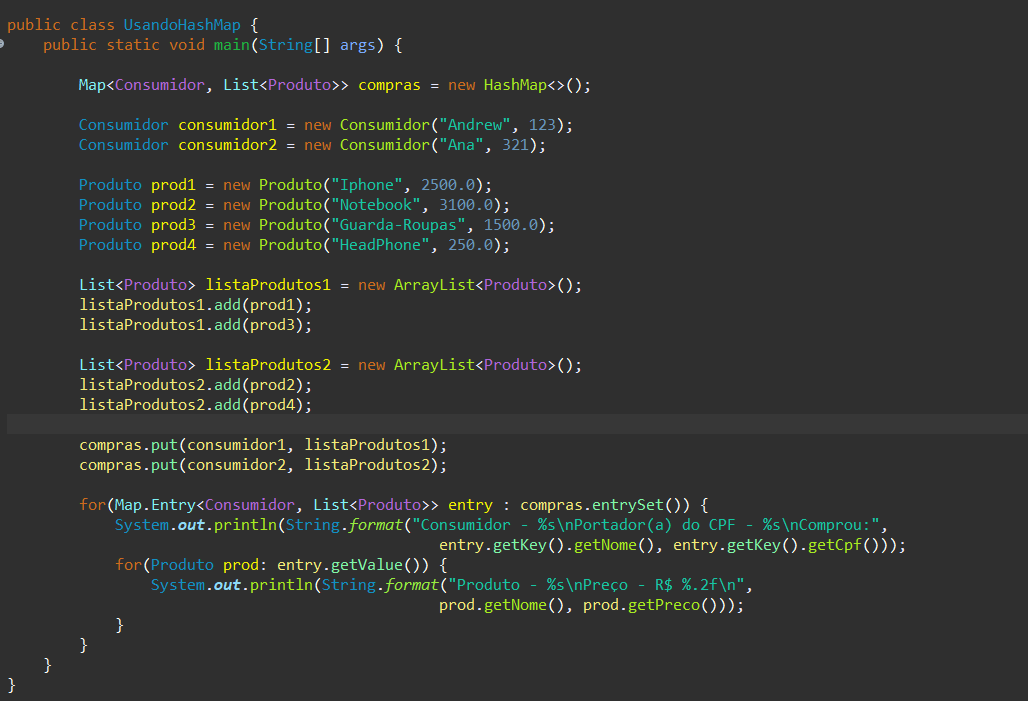 public class UsandoHashMap {
    public static void main(String[] args) {

        Map<Consumidor, List<Produto>> compras = new HashMap<>();

        Consumidor consumidor1 = new Consumidor("Andrew", 123);
        Consumidor consumidor2 = new Consumidor("Ana", 321);

        Produto prod1 = new Produto("Iphone", 2500.0);
        Produto prod2 = new Produto("Notebook", 3100.0);
        Produto prod3 = new Produto("Guarda-Roupas", 1500.0);
        Produto prod4 = new Produto("HeadPhone", 250.0);

        List<Produto> listaProdutos1 = new ArrayList<Produto>();
        listaProdutos1.add(prod1);
        listaProdutos1.add(prod3);

        List<Produto> listaProdutos2 = new ArrayList<Produto>();
        listaProdutos2.add(prod2);
        listaProdutos2.add(prod4);

        compras.put(consumidor1, listaProdutos1);
        compras.put(consumidor2, listaProdutos2);

        for(Map.Entry<Consumidor, List<Produto>> entry : compras.entrySet()) {
            System.out.println(String.format("Consumidor - %s\nPortador(a) do CPF - %s\nComprou:",
                                                entry.getKey().getNome(), entry.getKey().getCpf()));
            for(Produto prod: entry.getValue()) {
                System.out.println(String.format("Produto - %s\nPreço - R$ %.2f\n",
                                                prod.getNome(), prod.getPreco()));
            }
        }
    }
}